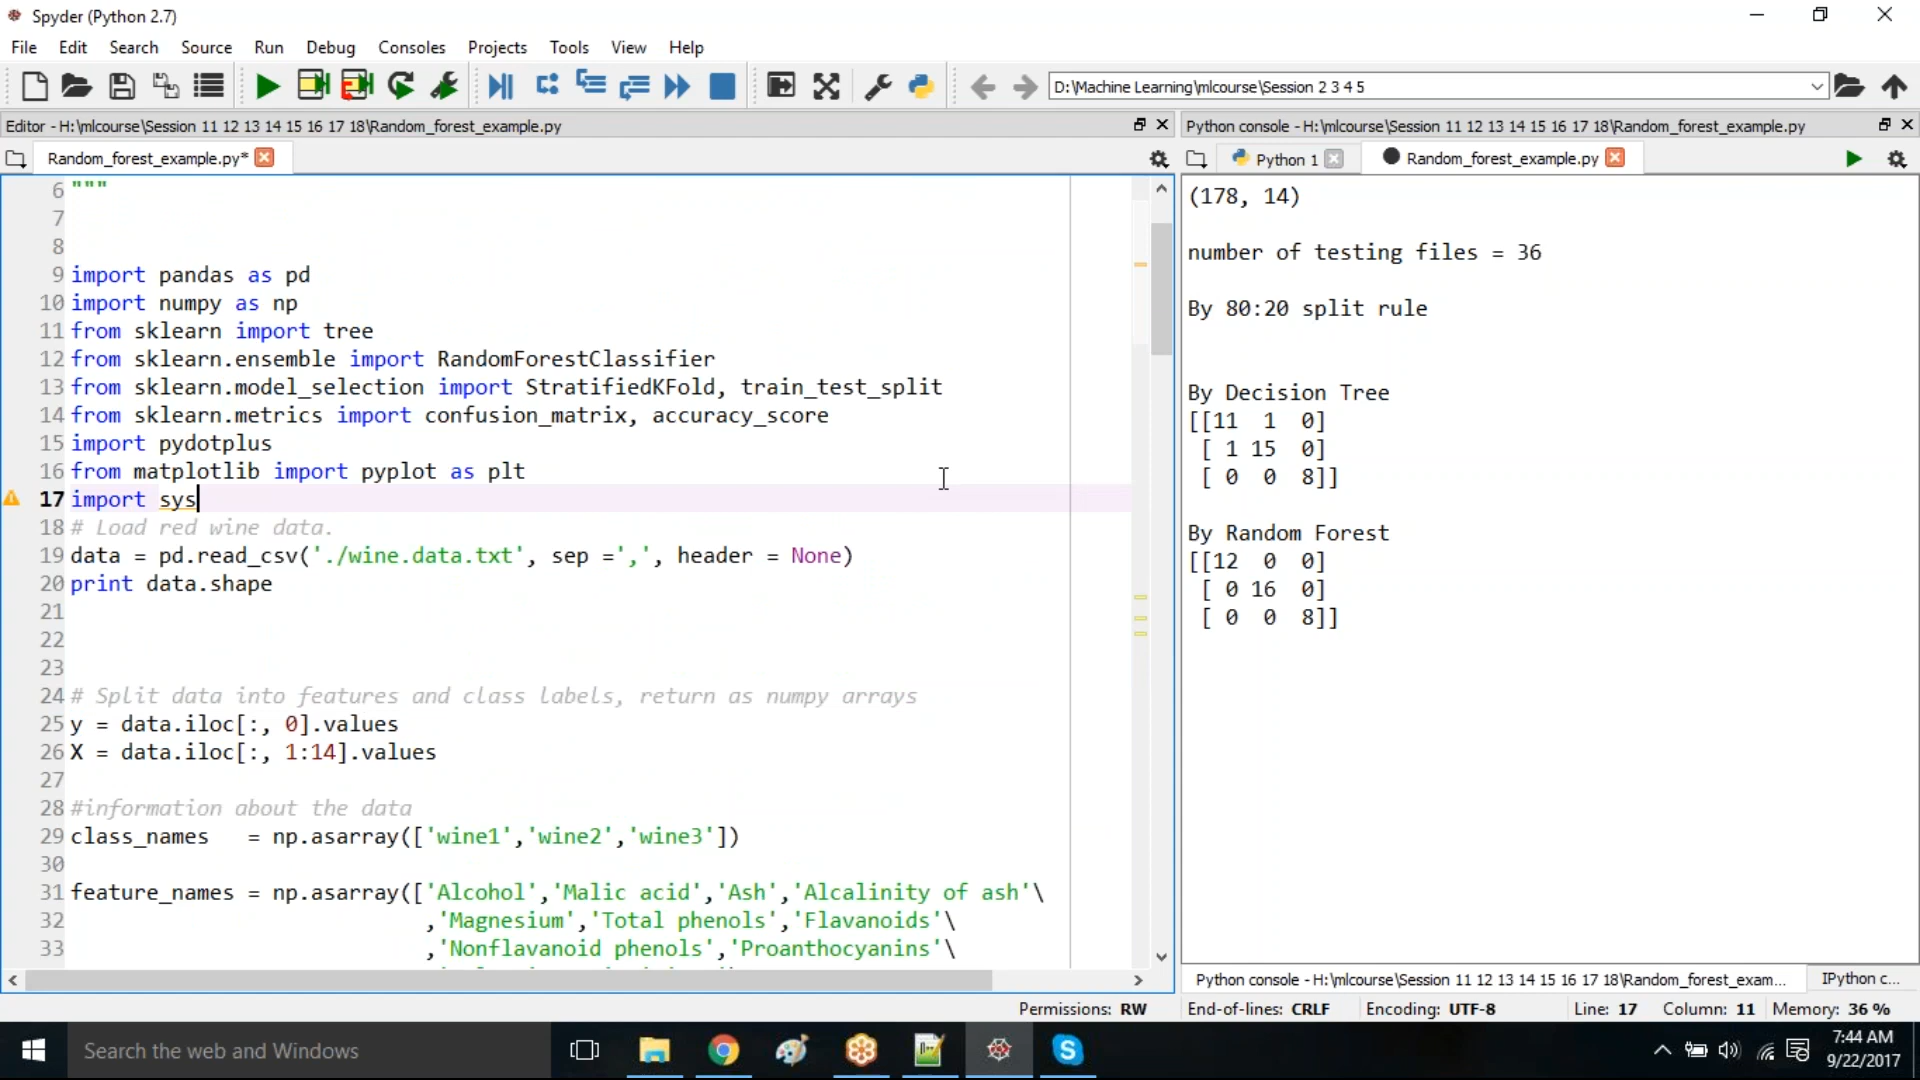 Spyder (Python 2.7)
File Edit Search Source Run Debug Consoles Projects Tools View Help
D:\Machine Learning\mlcourse\Session 2 3 4 5
Editor - H:\mlcourse\Session 11 12 13 14 15 16 17 18\Random_forest_example.py
Random_forest_example.py*
6 """
7
8
9 import pandas as pd
10 import numpy as np
11 from sklearn import tree
12 from sklearn.ensemble import RandomForestClassifier
13 from sklearn.model_selection import StratifiedKFold, train_test_split
14 from sklearn.metrics import confusion_matrix, accuracy_score
15 import pydotplus
16 from matplotlib import pyplot as plt
17 import sys
18 # Load red wine data.
19 data = pd.read_csv('./wine.data.txt', sep =',', header = None)
20 print data.shape
21
22
23
24 # Split data into features and class labels, return as numpy arrays
25 y = data.iloc[:, 0].values
26 X = data.iloc[:, 1:14].values
27
28 #information about the data
29 class_names   = np.asarray(['wine1','wine2','wine3'])
30
31 feature_names = np.asarray(['Alcohol','Malic acid','Ash','Alcalinity of ash'\
32 ,'Magnesium','Total phenols','Flavanoids'\
33 ,'Nonflavanoid phenols','Proanthocyanins'\
Python console - H:\mlcourse\Session 11 12 13 14 15 16 17 18\Random_forest_example.py
Python 1
Random_forest_example.py
(178, 14)
number of testing files = 36
By 80:20 split rule
By Decision Tree
[[11  1  0]
 [ 1 15  0]
 [ 0  0  8]]
By Random Forest
[[12  0  0]
 [ 0 16  0]
 [ 0  0  8]]
Python console - H:\mlcourse\Session 11 12 13 14 15 16 17 18\Random_forest_exam...
IPython c...
Permissions: RW End-of-lines: CRLF Encoding: UTF-8 Line: 17 Column: 11 Memory: 36 %
Search the web and Windows
7:44 AM
9/22/2017